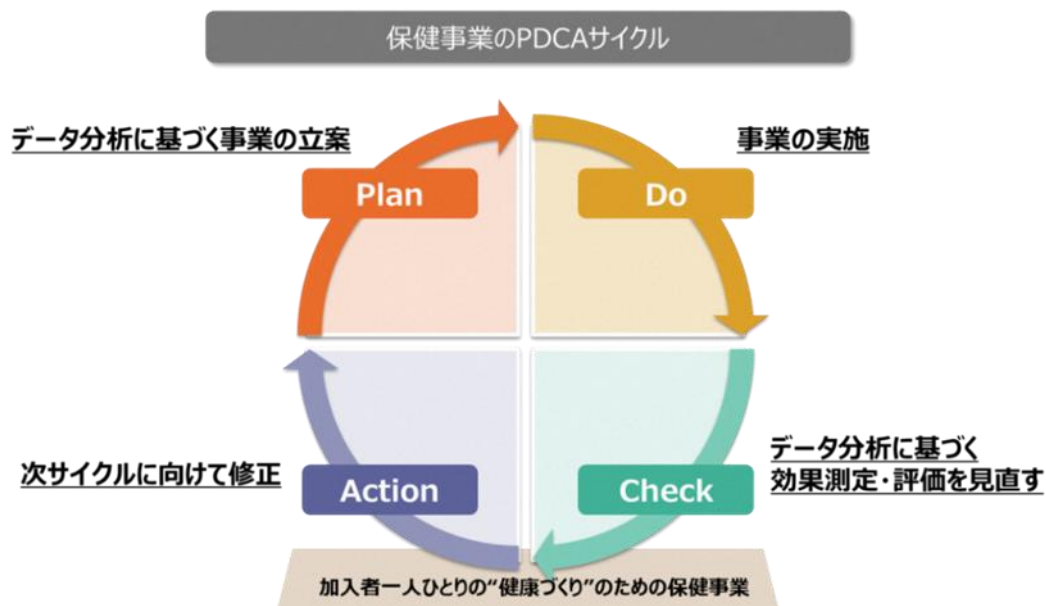 保健事業のPDCAサイクル
データ分析に基づく事業の立案
Plan
事業の実施
Do
データ分析に基づく
効果測定・評価を見直す
Check
次サイクルに向けて修正
Action
加入者一人ひとりの“健康づくり”のための保健事業